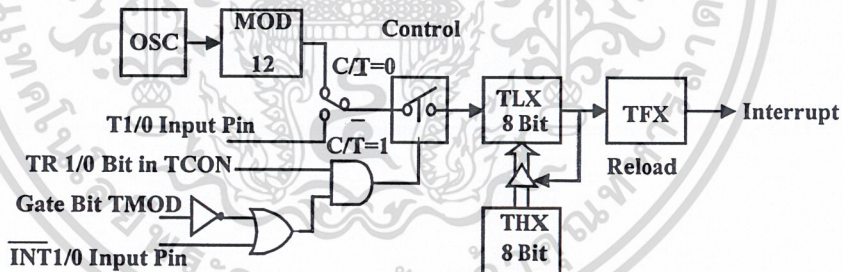 MOD
12
OSC
Control
C/T=0
T1/0 Input Pin
C/T=1
TLX
8 Bit
TFX
Interrupt
Reload
TR 1/0 Bit in TCON
Gate Bit TMOD
INT1/0 Input Pin
THX
8 Bit